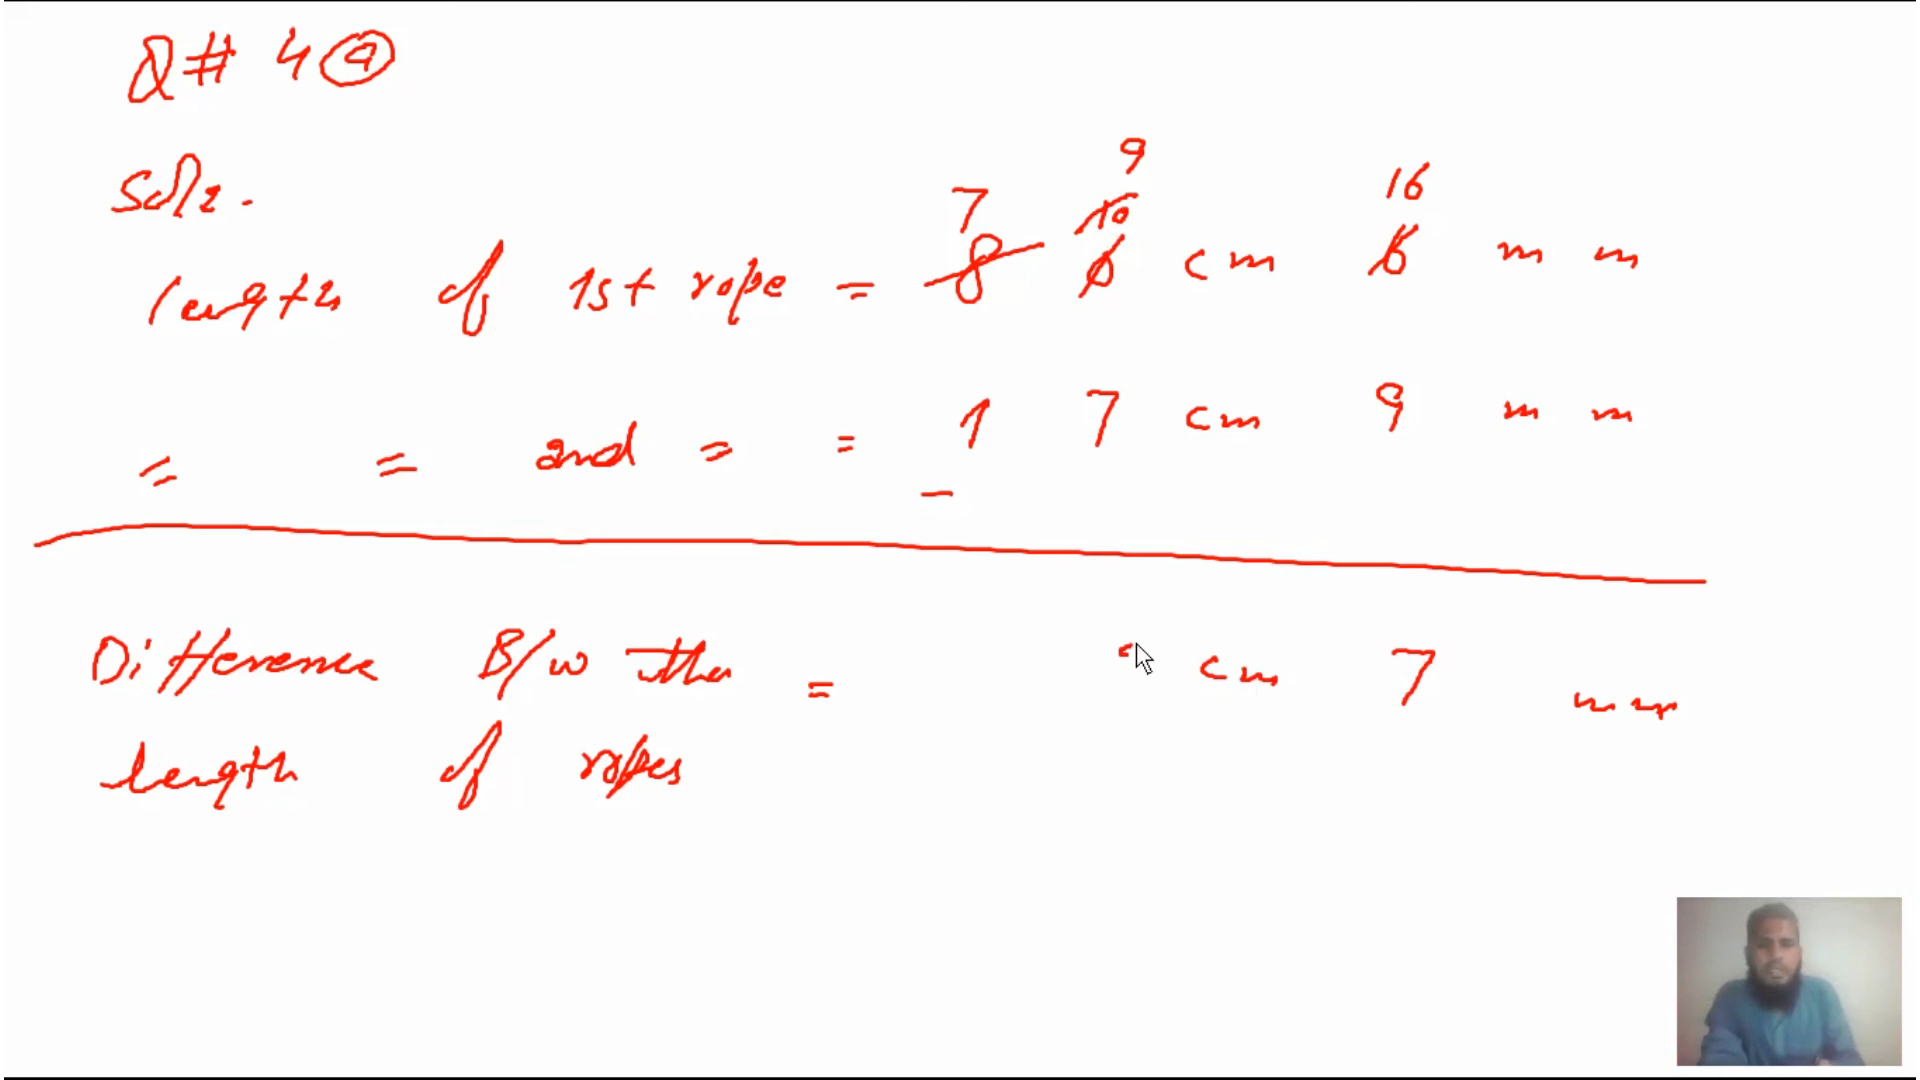 Q# 4 (a)
Sol:.
9
7 10 16
length of 1st rope = 8 0 cm 6 mm
= = 2nd = = 1 7 cm 9 mm
-
Difference B/w the = cm 7 mm
length of ropes